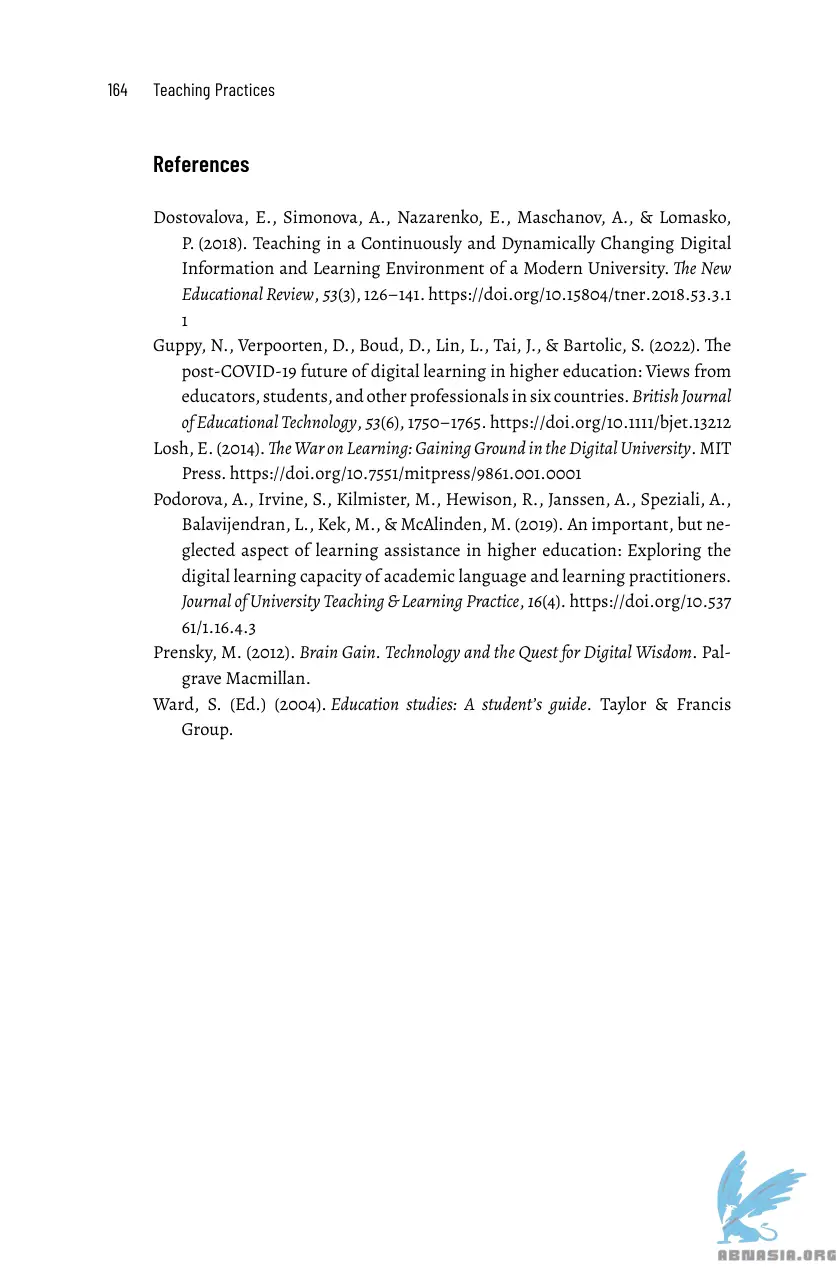 164 Teaching Practices
References
Dostovalova, E., Simonova, A., Nazarenko, E., Maschanov, A., & Lomasko,
P. (2018). Teaching in a Continuously and Dynamically Changing Digital
Information and Learning Environment of a Modern University. The New
Educational Review, 53(3), 126–141. https://doi.org/10.15804/tner.2018.53.3.1
1
Guppy, N., Verpoorten, D., Boud, D., Lin, L., Tai, J., & Bartolic, S. (2022). The
post-COVID-19 future of digital learning in higher education: Views from
educators, students, and other professionals in six countries. British Journal
of Educational Technology, 53(6), 1750–1765. https://doi.org/10.1111/bjet.13212
Losh, E. (2014). The War on Learning: Gaining Ground in the Digital University. MIT
Press. https://doi.org/10.7551/mitpress/9861.001.0001
Podorova, A., Irvine, S., Kilmister, M., Hewison, R., Janssen, A., Speziali, A.,
Balavijendran, L., Kek, M., & McAlinden, M. (2019). An important, but ne-
glected aspect of learning assistance in higher education: Exploring the
digital learning capacity of academic language and learning practitioners.
Journal of University Teaching & Learning Practice, 16(4). https://doi.org/10.537
61/1.16.4.3
Prensky, M. (2012). Brain Gain. Technology and the Quest for Digital Wisdom. Pal-
grave Macmillan.
Ward, S. (Ed.) (2004). Education studies: A student's guide. Taylor & Francis
Group.
ABNASIA.ORG